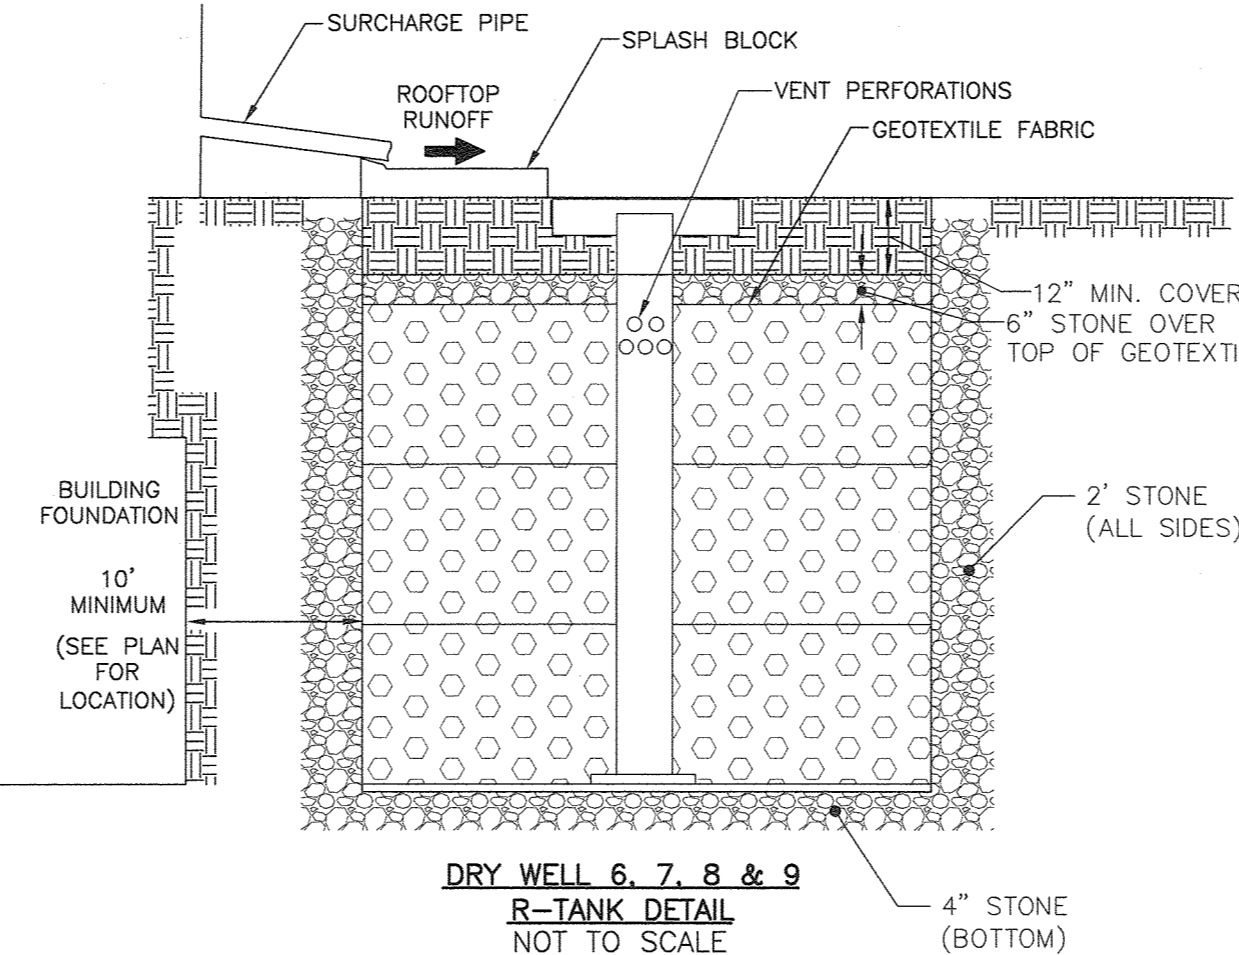 SURCHARGE PIPE
SPLASH BLOCK
ROOFTOP
RUNOFF
VENT PERFORATIONS
GEOTEXTILE FABRIC
12" MIN. COVER
6" STONE OVER
TOP OF GEOTEXTI
BUILDING
FOUNDATION
10'
MINIMUM
(SEE PLAN
FOR
LOCATION)
2' STONE
(ALL SIDES)
DRY WELL 6, 7, 8 & 9
R-TANK DETAIL
NOT TO SCALE
4" STONE
(BOTTOM)